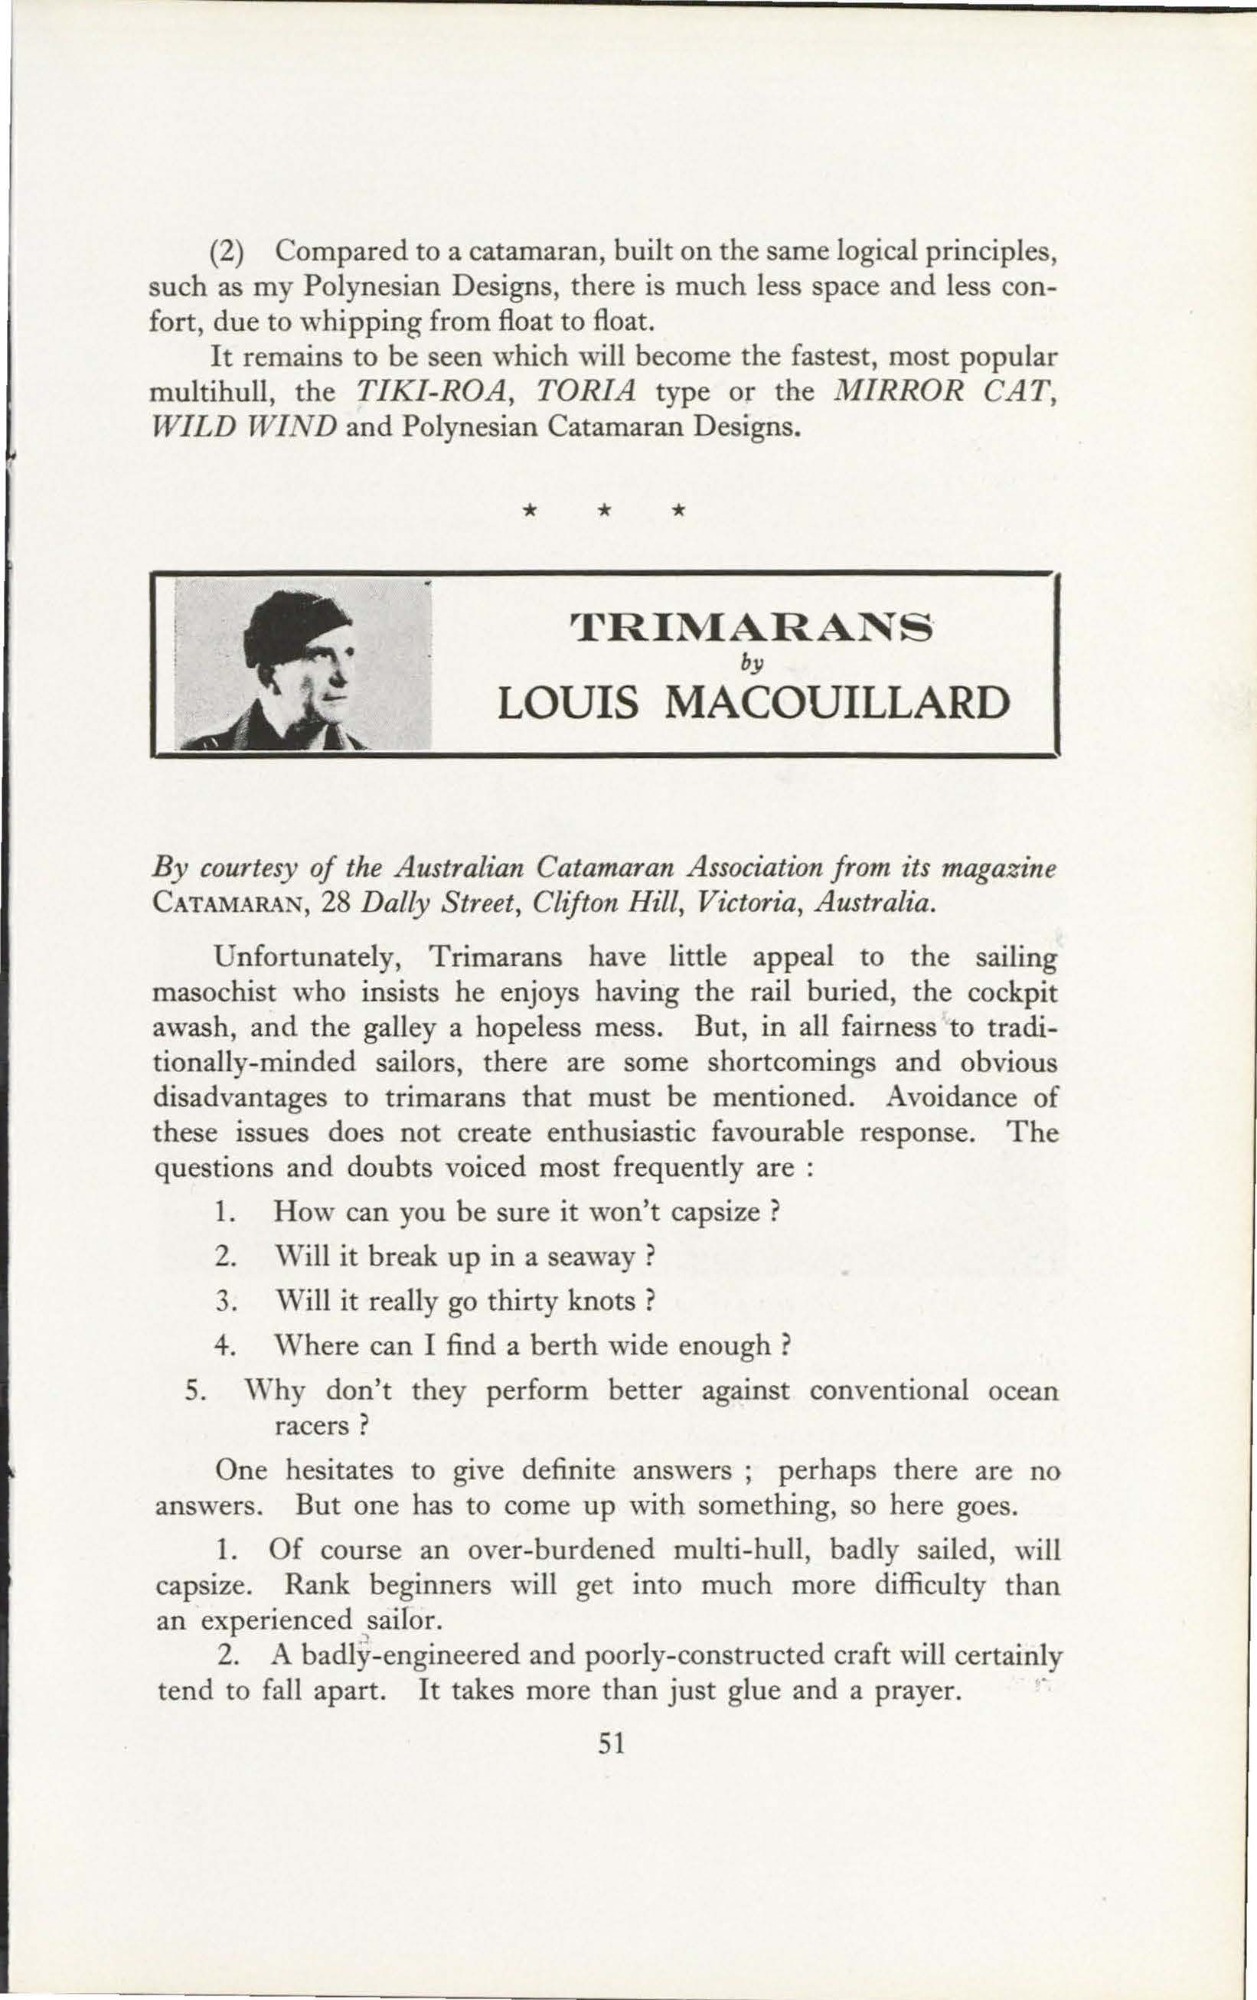 (2) Compared to a catamaran, built on the same logical principles,
such as my Polynesian Designs, there is much less space and less con-
fort, due to whipping from float to float.
It remains to be seen which will become the fastest, most popular
multihull, the TIKI-ROA, TORIA type or the MIRROR CAT,
WILD WIND and Polynesian Catamaran Designs.
★ ★ ★
TRIMARANS
by
LOUIS MACOUILLARD
By courtesy of the Australian Catamaran Association from its magazine
CATAMARAN, 28 Dally Street, Clifton Hill, Victoria, Australia.
Unfortunately, Trimarans have little appeal to the sailing
masochist who insists he enjoys having the rail buried, the cockpit
awash, and the galley a hopeless mess. But, in all fairness to tradi-
tionally-minded sailors, there are some shortcomings and obvious
disadvantages to trimarans that must be mentioned. Avoidance of
these issues does not create enthusiastic favourable response. The
questions and doubts voiced most frequently are :
1. How can you be sure it won't capsize ?
2. Will it break up in a seaway ?
3. Will it really go thirty knots ?
4. Where can I find a berth wide enough ?
5. Why don't they perform better against conventional ocean
racers ?
One hesitates to give definite answers ; perhaps there are no
answers. But one has to come up with something, so here goes.
1. Of course an over-burdened multi-hull, badly sailed, will
capsize. Rank beginners will get into much more difficulty than
an experienced sailor.
2. A badly-engineered and poorly-constructed craft will certainly
tend to fall apart. It takes more than just glue and a prayer.
51